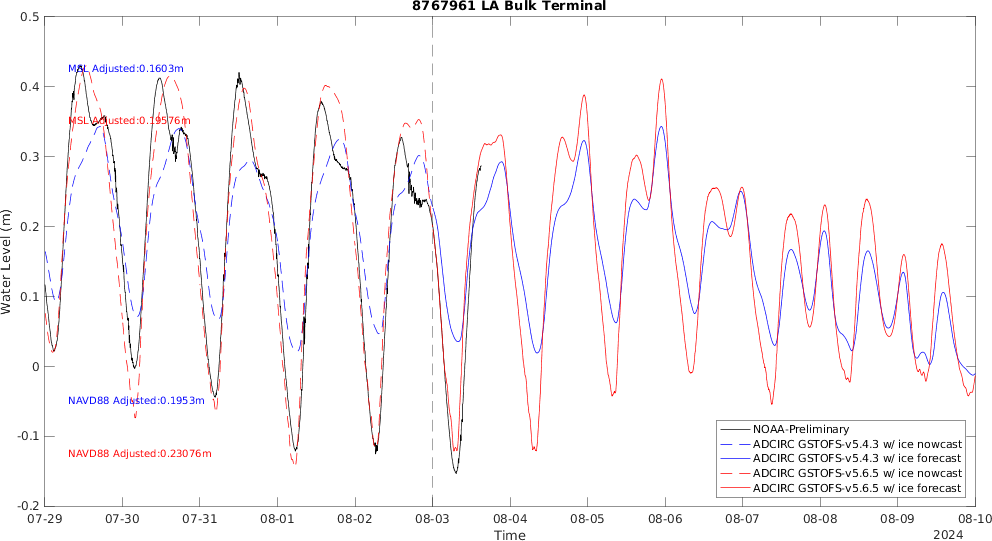 8767961 LA Bulk Terminal
0.5
0.4
0.3
0.2
0.1
0
-0.1
-0.2
Water Level (m)
MSL Adjusted:0.1603m
MSL Adjusted:0.19576m
NAVD88 Adjusted:0.1953m
NAVD88 Adjusted:0.23076m
NOAA-Preliminary
ADCIRC GSTOFS-v5.4.3 w/ ice nowcast
ADCIRC GSTOFS-v5.4.3 w/ ice forecast
ADCIRC GSTOFS-v5.6.5 w/ ice nowcast
ADCIRC GSTOFS-v5.6.5 w/ ice forecast
07-29 07-30 07-31 08-01 08-02 08-03 08-04 08-05 08-06 08-07 08-08 08-09 08-10
Time
2024